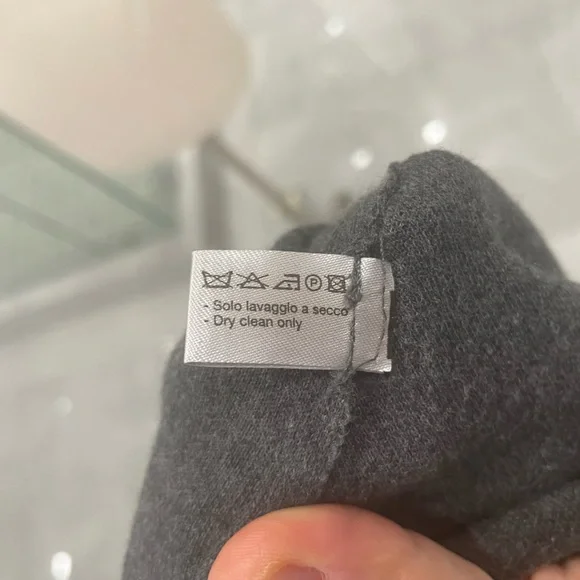 P
- Solo lavaggio a secco
- Dry clean only